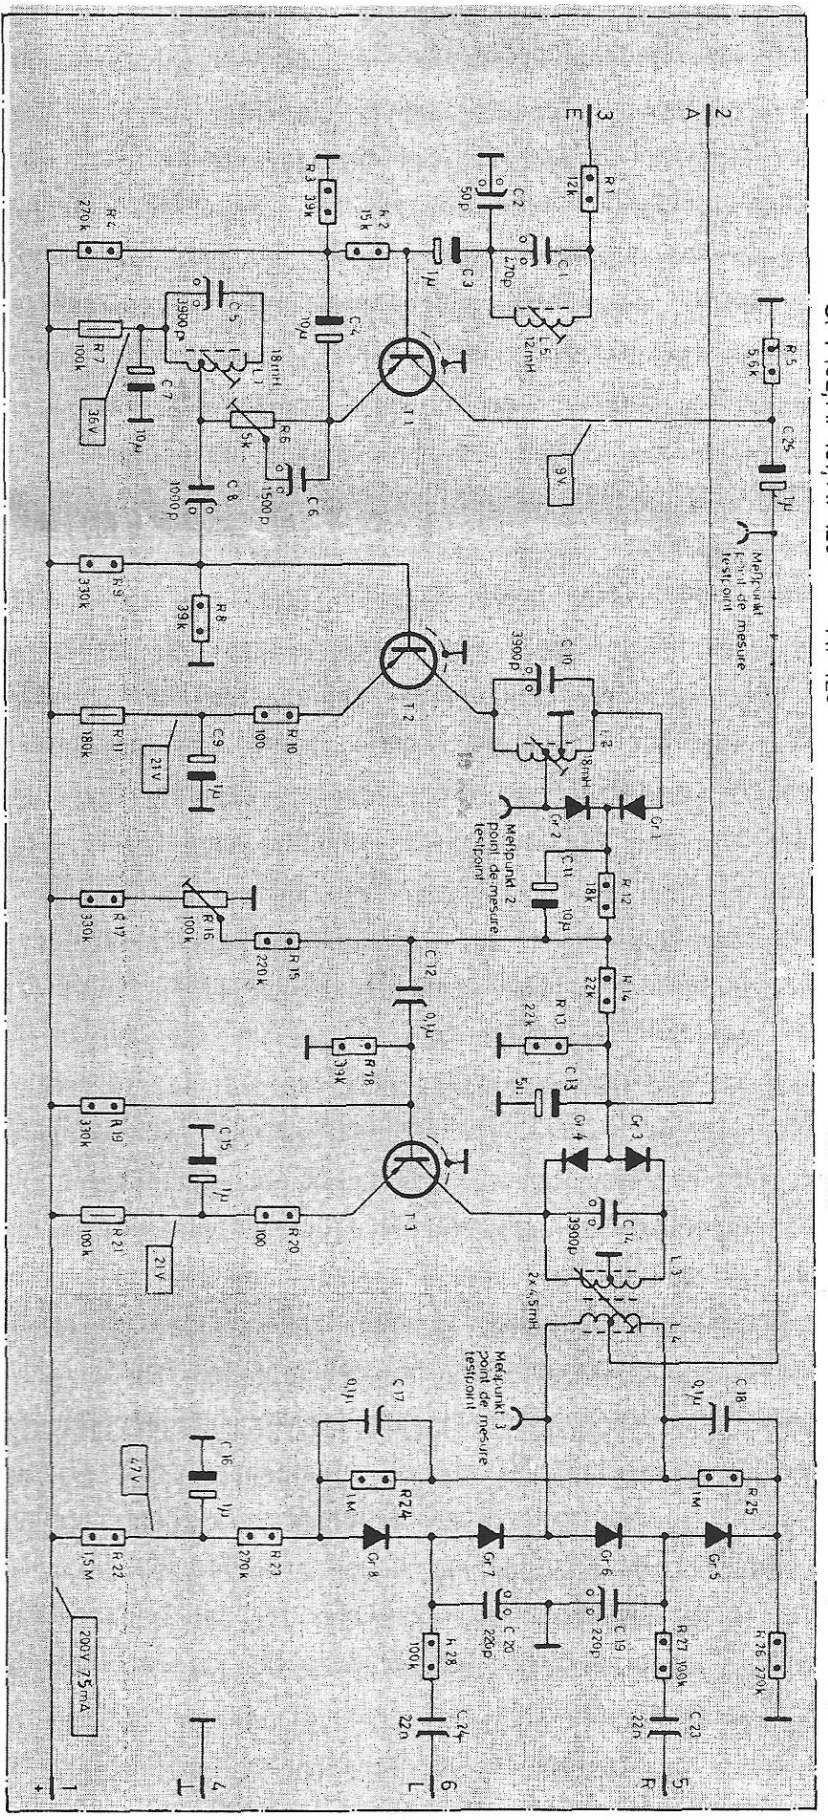 2
A
3
E
R 1
12k
C 2
50p
C 1
470p
L 5
12mH
C 3
1µ
R 2
15k
R 3
39k
R 4
270k
C 4
10µ
T 1
R 5
5,6k
C 25
1µ
9V
Meßpunkt
point de mesure
testpoint
C 5
3900p
L 1
18mH
R 7
100k
C 7
10µ
36V
R 6
5k
C 6
1500p
C 8
1000p
R 9
330k
R 8
39k
T 2
C 10
3900p
L 2
18mH
Gr 1
Gr 2
Meßpunkt 2
point de mesure
testpoint
R 10
100
R 11
180k
C 9
1µ
21V
C 11
10µ
R 12
18k
R 14
22k
R 13
22k
C 13
5µ
R 15
220k
R 16
100k
R 17
330k
C 12
0,1µ
R 18
39k
R 19
330k
T 3
Gr 3
Gr 4
C 14
3900p
L 3
L 4
2x 4,5mH
C 15
1µ
R 20
100
R 21
100k
21V
Meßpunkt 3
point de mesure
testpoint
C 18
0,1µ
C 17
0,1µ
R 24
1M
R 25
1M
Gr 5
Gr 6
Gr 7
Gr 8
C 16
1µ
47V
R 22
1,5M
R 23
270k
C 20
220p
C 19
220p
R 26 270k
R 27 100k
R 28
100k
C 23
22n
C 24
22n
200V 7,5mA
5
R
6
L
4
1
+